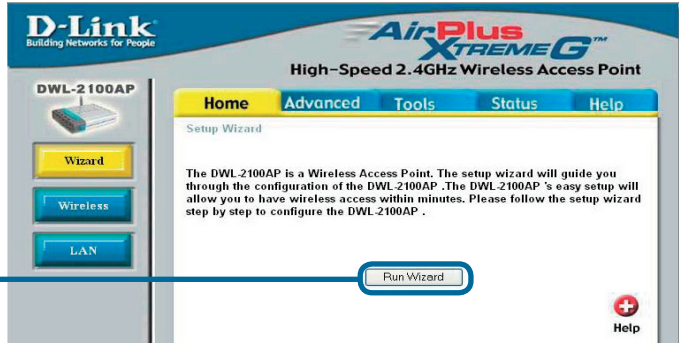 D-Link
Building Networks for People
AirPlus
XTREME G™
High-Speed 2.4GHz Wireless Access Point
DWL-2100AP
Home Advanced Tools Status Help
Setup Wizard
Wizard
Wireless
LAN
The DWL-2100AP is a Wireless Access Point. The setup wizard will guide you
through the configuration of the DWL-2100AP .The DWL-2100AP 's easy setup will
allow you to have wireless access within minutes. Please follow the setup wizard
step by step to configure the DWL-2100AP .
Run Wizard
Help